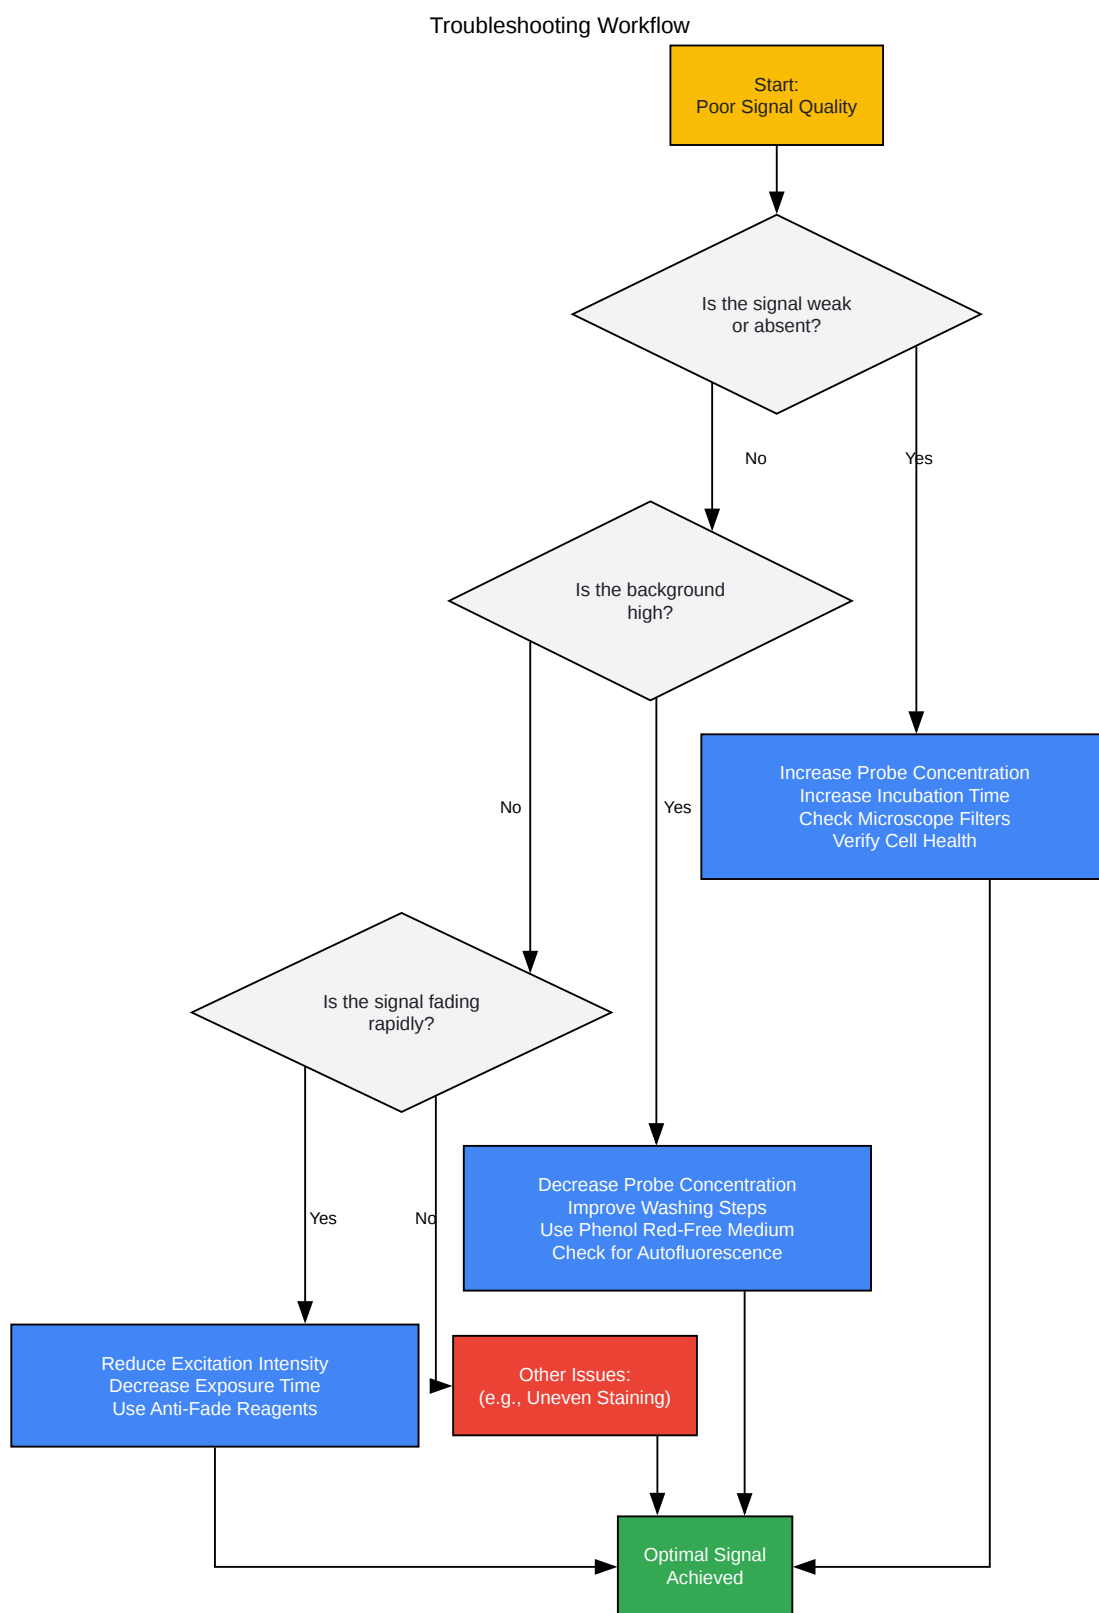 Troubleshooting Workflow
Start:
Poor Signal Quality
Is the signal weak
or absent?
No
Yes
Is the background
high?
No
Yes
Increase Probe Concentration
Increase Incubation Time
Check Microscope Filters
Verify Cell Health
Is the signal fading
rapidly?
Yes
No
Decrease Probe Concentration
Improve Washing Steps
Use Phenol Red-Free Medium
Check for Autofluorescence
Reduce Excitation Intensity
Decrease Exposure Time
Use Anti-Fade Reagents
Other Issues:
(e.g., Uneven Staining)
Optimal Signal
Achieved